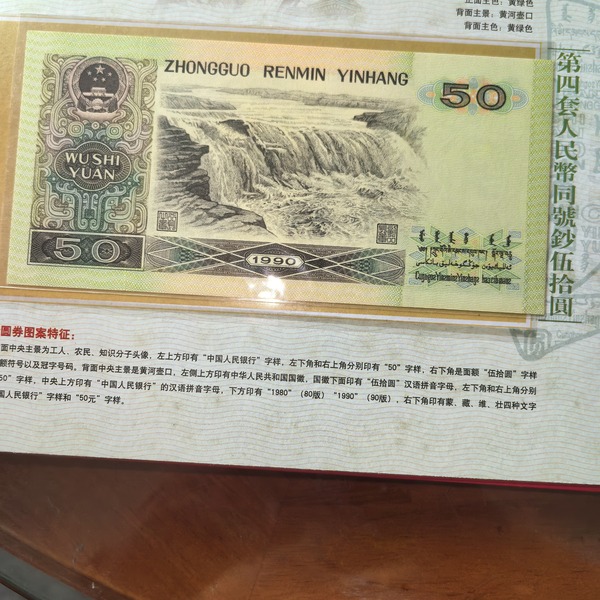 正面主色：黄绿色
背面主景：黄河壶口
背面主色：黄绿色
ZHONGGUO RENMIN YINHANG
50
WU SHI
YUAN
50
1990
第四套人民幣同號鈔伍拾圓
圆券图案特征：
面中央主景为工人、农民、知识分子头像，左上方印有“中国人民银行”字样，左下角和右上角分别印有“50”字样，右下角是面额“伍拾圆”字样
额符号以及冠字号码。背面中央主景是黄河壶口、左侧上方印有中华人民共和国国徽，国徽下面印有“伍拾圆”汉语拼音字母，左下角和右上角分别
50”字样，中央上方印有“中国人民银行”的汉语拼音字母，下方印有“1980”（80版）“1990”（90版），右下角印有蒙、藏、维、壮四种文字
国人民银行”字样和“50元”字样。